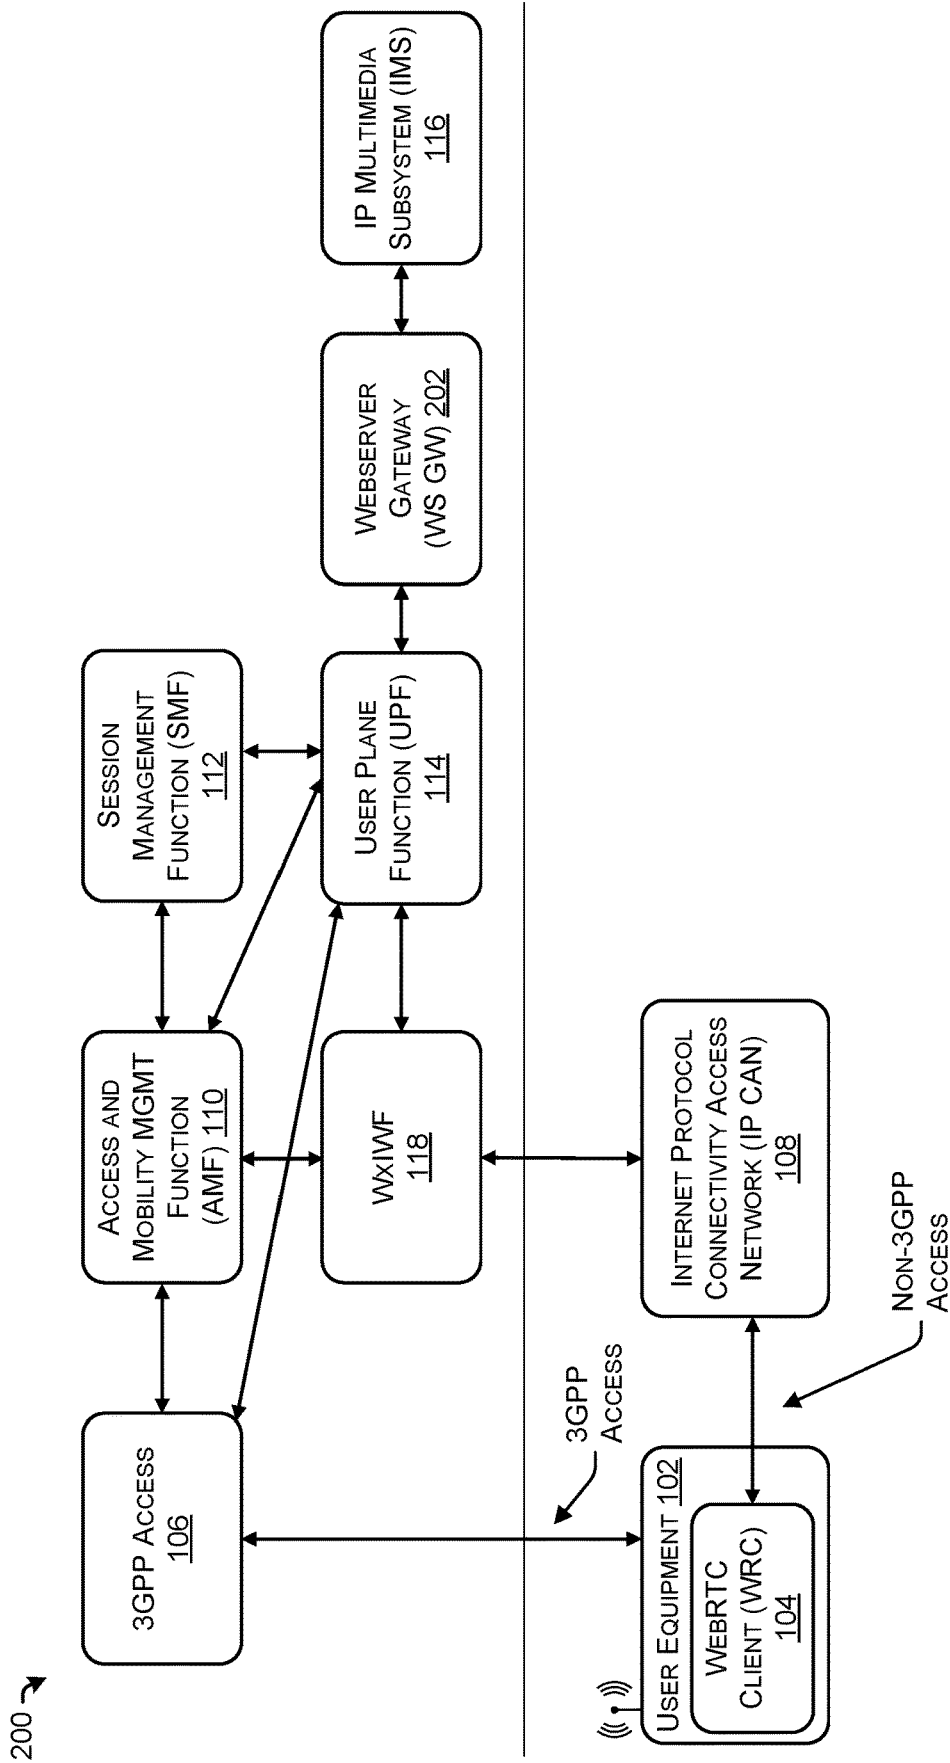 200
3GPP ACCESS
106
ACCESS AND
MOBILITY MGMT
FUNCTION
(AMF) 110
SESSION
MANAGEMENT
FUNCTION (SMF)
112
WXIWF
118
USER PLANE
FUNCTION (UPF)
114
WEBSERVER
GATEWAY
(WS GW) 202
IP MULTIMEDIA
SUBSYSTEM (IMS)
116
3GPP
ACCESS
USER EQUIPMENT 102
WEBRTC
CLIENT (WRC)
104
INTERNET PROTOCOL
CONNECTIVITY ACCESS
NETWORK (IP CAN)
108
NON-3GPP
ACCESS